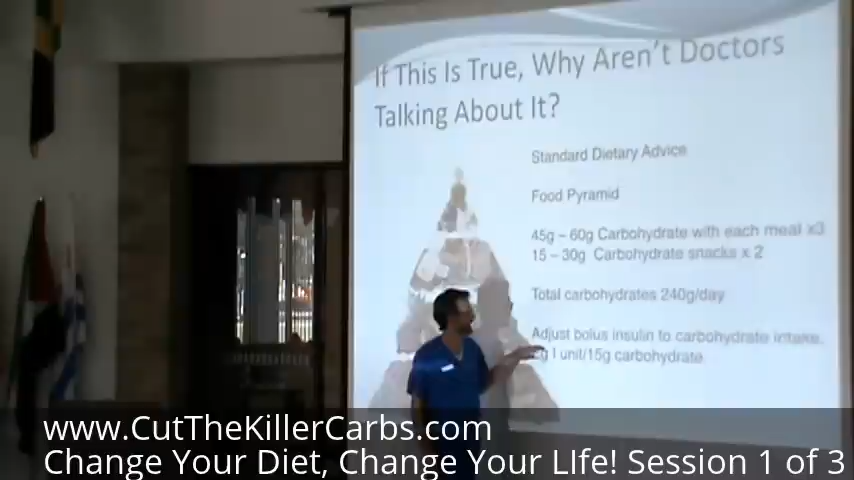 If This Is True, Why Aren't Doctors
Talking About It?
Standard Dietary Advice
Food Pyramid
45g – 60g Carbohydrate with each meal x3
15 – 30g Carbohydrate snacks x 2
Total carbohydrates 240g/day
Adjust bolus insulin to carbohydrate intake.
1 unit/15g carbohydrate
www.CutTheKillerCarbs.com
Change Your Diet, Change Your LIfe! Session 1 of 3